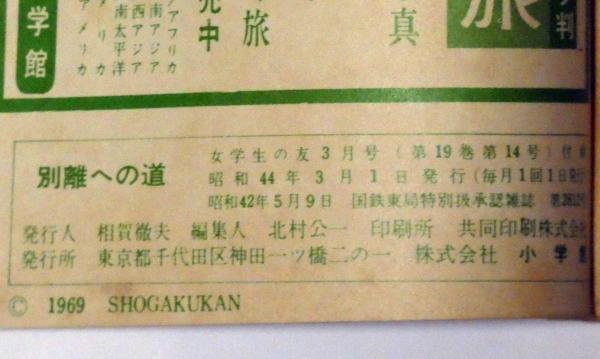 学館
アフリカ
南アジア
西アジア
南太平洋
メリカ
アメリカ
売中
旅
真
旅
判
別離への道
女学生の友3月号(第19巻第14号)付
昭和44年3月1日発行(毎月1回1日発
昭和42年5月9日 国鉄東局特別扱承認雑誌 第
発行人 相賀徹夫 編集人 北村公一 印刷所 共同印刷株式会
発行所 東京都千代田区神田一ツ橋二の一 株式会社 小学
© 1969 SHOGAKUKAN